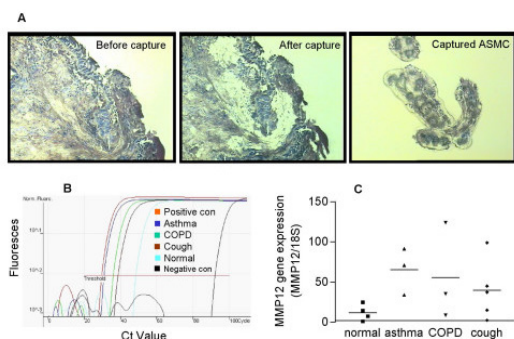 A
Before capture
After capture
Captured ASMC
B
Norm. Fluoro.
Positive con
Asthma
COPD
Cough
Normal
Negative con
Threshold
Fluoresces
Ct Value
C
MMP12 gene expression
(MMP12/18S)
150
100
50
0
normal asthma COPD cough